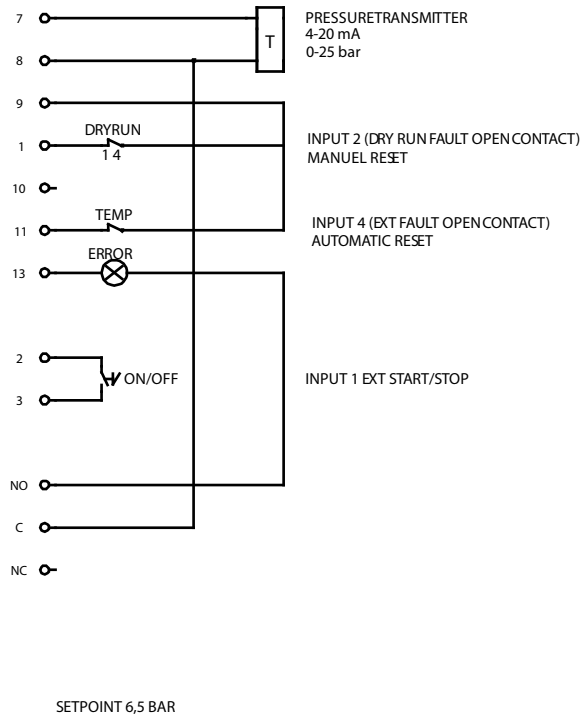 7
PRESSURETRANSMITTER
4-20 mA
0-25 bar
T
8
9
DRYRUN
1
1 4
INPUT 2 (DRY RUN FAULT OPEN CONTACT)
MANUEL RESET
10
TEMP
11
INPUT 4 (EXT FAULT OPEN CONTACT)
AUTOMATIC RESET
ERROR
13
2
ON/OFF
INPUT 1 EXT START/STOP
3
NO
C
NC
SETPOINT 6,5 BAR